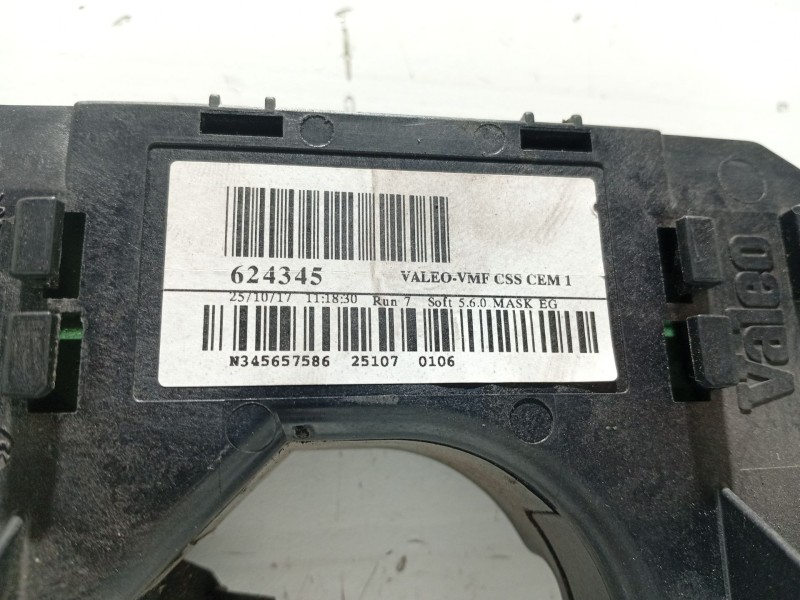 624345 VALEO-VMF CSS CEM 1
25/10/17 11:18:30 Run 7 Soft 5.6.0 MASK EG
N345657586 25107 0106
Valeo